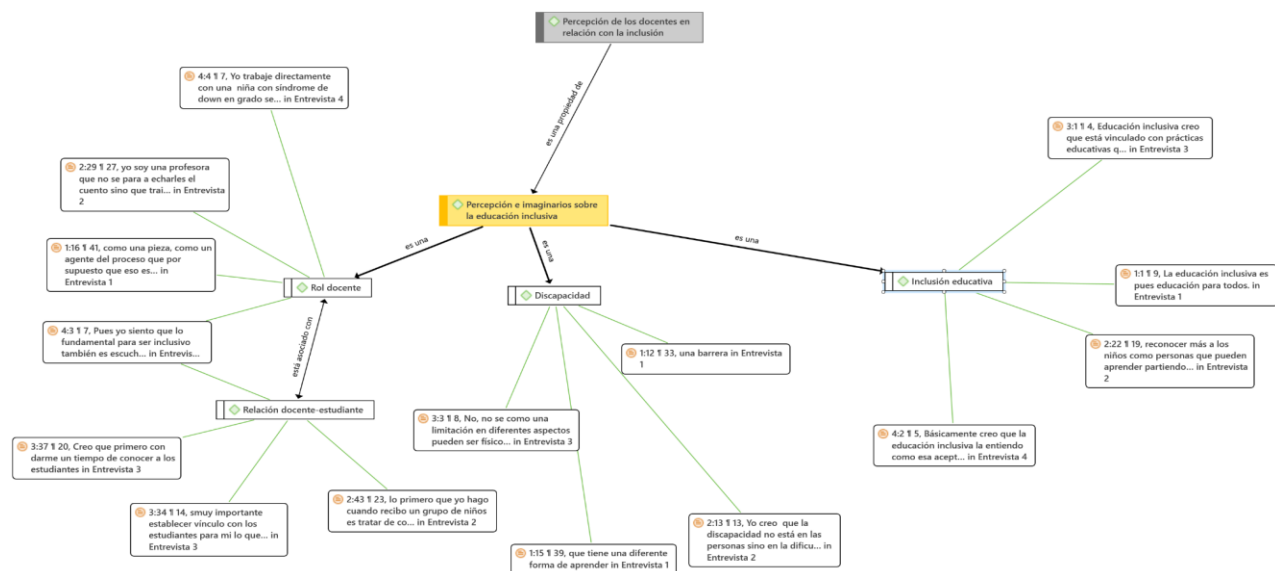 Percepción de los docentes en
relación con la inclusión
es una propiedad de
4:4 ¶ 7, Yo trabaje directamente
con una niña con síndrome de
down en grado se... in Entrevista 4
3:1 ¶ 4, Educación inclusiva creo
que está vinculado con prácticas
educativas q... in Entrevista 3
2:29 ¶ 27, yo soy una profesora
que no se para a echarles el
cuento sino que trai... in Entrevista
2
Percepción e imaginarios sobre
la educación inclusiva
es una
es una
es una
1:16 ¶ 41, como una pieza, como un
agente del proceso que por
supuesto que eso es... in
Entrevista 1
Rol docente
Discapacidad
Inclusión educativa
1:1 ¶ 9, La educación inclusiva es
pues educación para todos. in
Entrevista 1
4:3 ¶ 7, Pues yo siento que lo
fundamental para ser inclusivo
también es escuch... in Entrevis...
está asociado con
1:12 ¶ 33, una barrera in Entrevista
1
2:22 ¶ 19, reconocer más a los
niños como personas que pueden
aprender partiendo... in Entrevista
2
Relación docente-estudiante
3:3 ¶ 8, No, no se como una
limitación en diferentes aspectos
pueden ser físico... in Entrevista 3
4:2 ¶ 5, Básicamente creo que la
educación inclusiva la entiendo
como esa acept... in Entrevista 4
3:37 ¶ 20, Creo que primero con
darme un tiempo de conocer a los
estudiantes in Entrevista 3
3:34 ¶ 14, smuy importante
establecer vínculo con los
estudiantes para mi lo que... in
Entrevista 3
2:43 ¶ 23, lo primero que yo hago
cuando recibo un grupo de niños
es tratar de co... in Entrevista 2
2:13 ¶ 13, Yo creo que la
discapacidad no está en las
personas sino en la dificu... in
Entrevista 2
1:15 ¶ 39, que tiene una diferente
forma de aprender in Entrevista 1